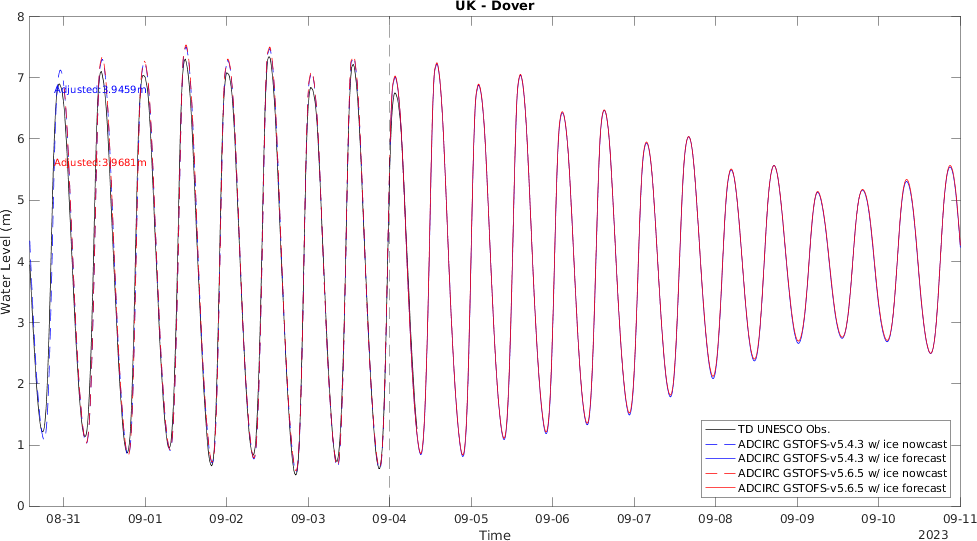 UK - Dover
8
7
6
5
4
3
2
1
0
Water Level (m)
Adjusted:3.9459m
Adjusted:3.9681m
TD UNESCO Obs.
ADCIRC GSTOFS-v5.4.3 w/ ice nowcast
ADCIRC GSTOFS-v5.4.3 w/ ice forecast
ADCIRC GSTOFS-v5.6.5 w/ ice nowcast
ADCIRC GSTOFS-v5.6.5 w/ ice forecast
08-31 09-01 09-02 09-03 09-04 09-05 09-06 09-07 09-08 09-09 09-10 09-11
Time
2023